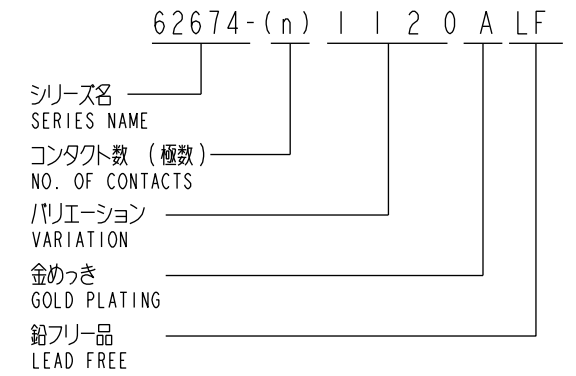 62674-(n) 1120 A LF
シリーズ名
SERIES NAME
コンタクト数 (極数)
NO. OF CONTACTS
バリエーション
VARIATION
金めっき
GOLD PLATING
鉛フリー品
LEAD FREE